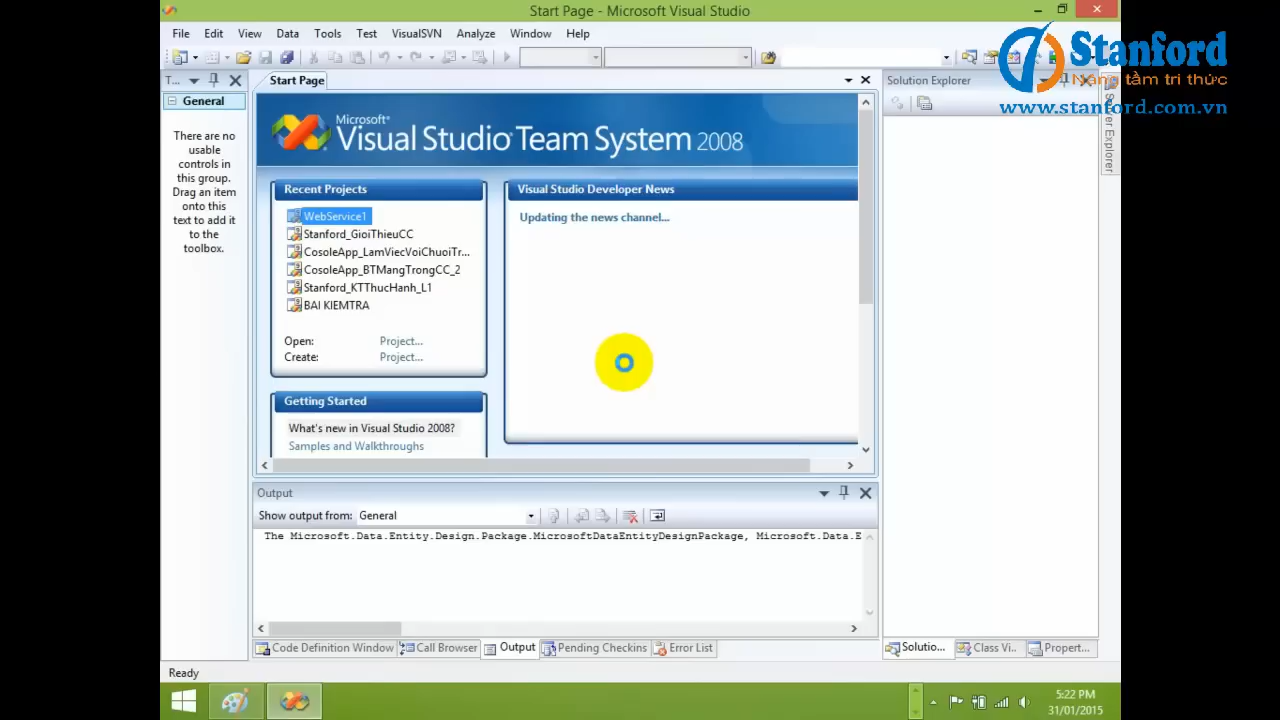 Start Page - Microsoft Visual Studio
Stanford
Nâng tầm tri thức
www.stanford.com.vn
File Edit View Data Tools Test VisualSVN Analyze Window Help
T...
Start Page
Solution Explorer
General
There are no
usable
controls in
this group.
Drag an item
onto this
text to add it
to the
toolbox.
Microsoft®
Visual Studio Team System 2008
Recent Projects
WebService1
Stanford_GioiThieuCC
CosoleApp_LamViecVoiChuoiTr...
CosoleApp_BTMangTrongCC_2
Stanford_KTThucHanh_L1
BAI KIEMTRA
Open: Project...
Create: Project...
Getting Started
What's new in Visual Studio 2008?
Samples and Walkthroughs
Visual Studio Developer News
Updating the news channel...
Output
Show output from: General
The Microsoft.Data.Entity.Design.Package.MicrosoftDataEntityDesignPackage, Microsoft.Data.E
Code Definition Window Call Browser Output Pending Checkins Error List
Solutio... Class Vi... Propert...
Ready
5:22 PM
31/01/2015